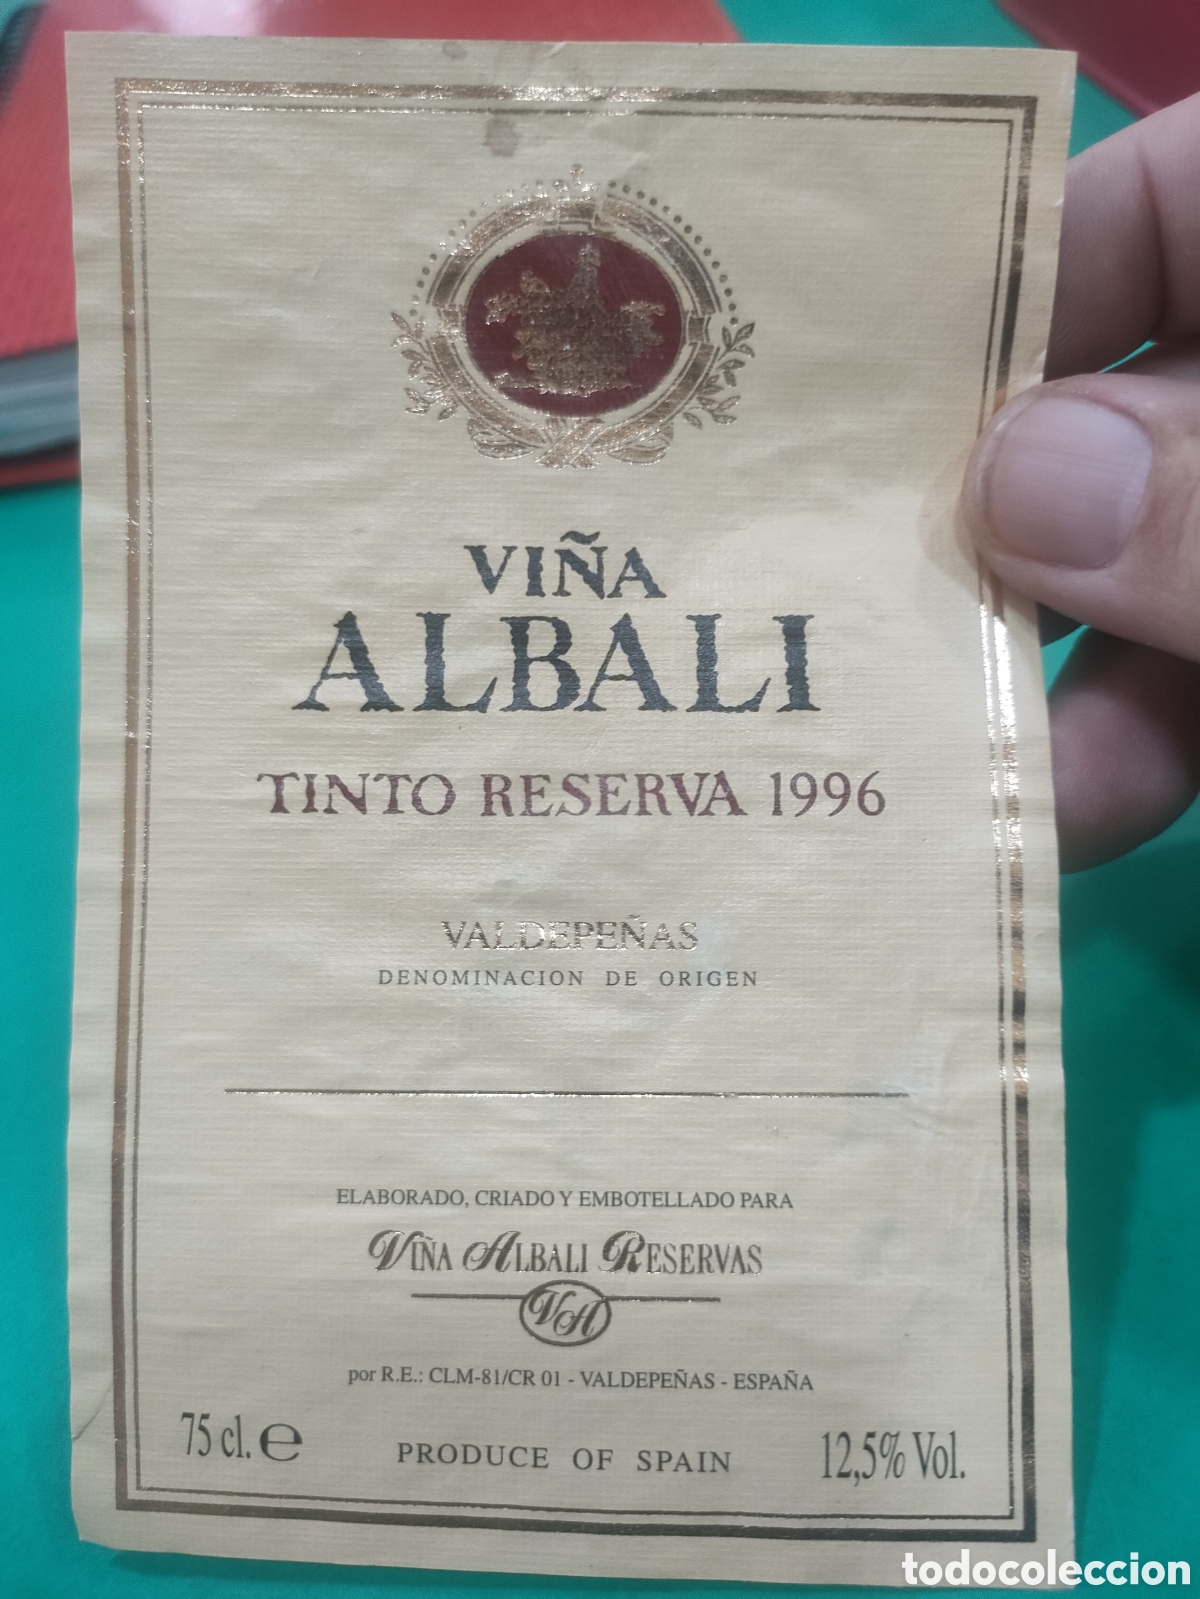 VIÑA
ALBALI
TINTO RESERVA 1996
VALDEPEÑAS
DENOMINACION DE ORIGEN
ELABORADO, CRIADO Y EMBOTELLADO PARA
VIÑA ALBALI RESERVAS
VA
por R.E.: CLM-81/CR 01 - VALDEPEÑAS - ESPAÑA
75 cl. e PRODUCE OF SPAIN 12,5% Vol.
todocoleccion